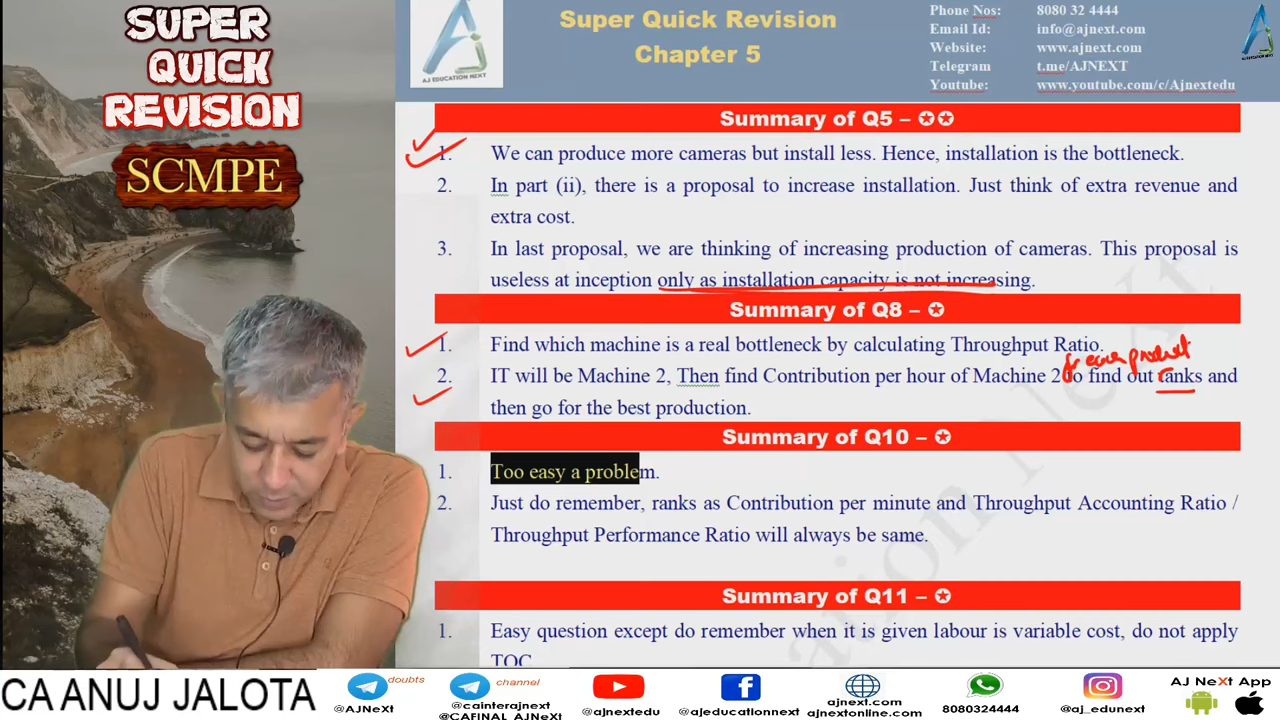 SUPER
QUICK
REVISION
SCMPE
AJ EDUCATION NEXT
Super Quick Revision
Chapter 5
Phone Nos: 8080 32 4444
Email Id: info@ajnext.com
Website: www.ajnext.com
Telegram t.me/AJNEXT
Youtube: www.youtube.com/c/Ajnextedu
Summary of Q5 – ✪✪
1. We can produce more cameras but install less. Hence, installation is the bottleneck.
2. In part (ii), there is a proposal to increase installation. Just think of extra revenue and
extra cost.
3. In last proposal, we are thinking of increasing production of cameras. This proposal is
useless at inception only as installation capacity is not increasing.
Summary of Q8 – ✪
1. Find which machine is a real bottleneck by calculating Throughput Ratio.
for each product
2. IT will be Machine 2, Then find Contribution per hour of Machine 2 to find out ranks and
then go for the best production.
Summary of Q10 – ✪
1. Too easy a problem.
2. Just do remember, ranks as Contribution per minute and Throughput Accounting Ratio /
Throughput Performance Ratio will always be same.
Summary of Q11 – ✪
1. Easy question except do remember when it is given labour is variable cost, do not apply
TOC
CA ANUJ JALOTA
doubts
@AJNeXt
channel
@cainterajnext
@CAFINAL_AJNeXt
@ajnextedu
@ajeducationnext
ajnext.com
ajnextonline.com
8080324444
@aj_edunext
AJ NeXt App